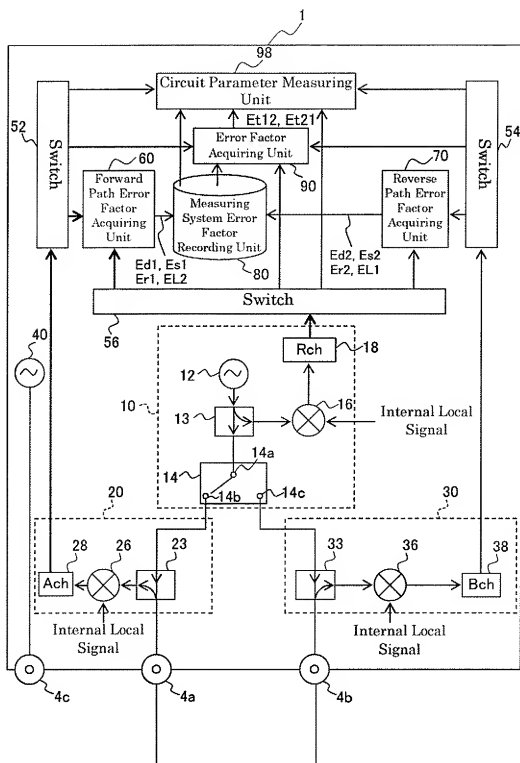 1
98
Circuit Parameter Measuring
Unit
52
Switch
54
Switch
Et12, Et21
60
Error Factor
Acquiring Unit
90
70
Forward
Path Error
Factor
Acquiring
Unit
Measuring
System Error
Factor
Recording Unit
80
Reverse
Path Error
Factor
Acquiring
Unit
Ed1, Es1
Er1, EL2
Ed2, Es2
Er2, EL1
Switch
56
40
Rch
18
12
10
13
16
Internal Local
Signal
14
14a
14b
14c
20
30
28
26
23
33
36
38
Ach
Bch
Internal Local
Signal
Internal Local
Signal
4c
4a
4b